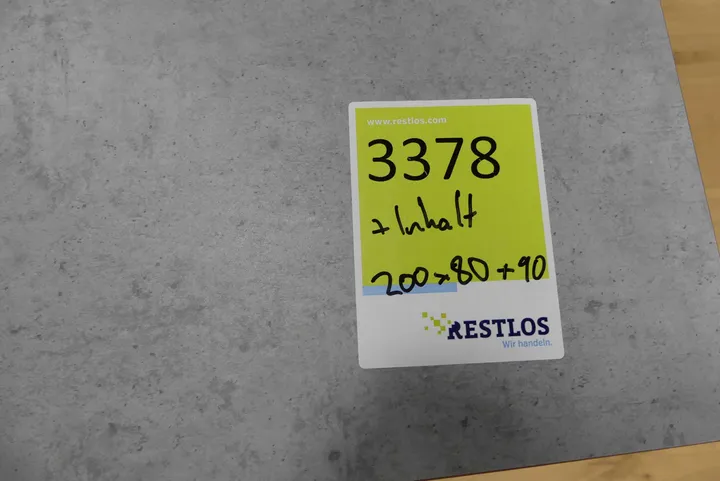 www.restlos.com
3378
+ Inhalt
200x80+90
RESTLOS
Wir handeln.